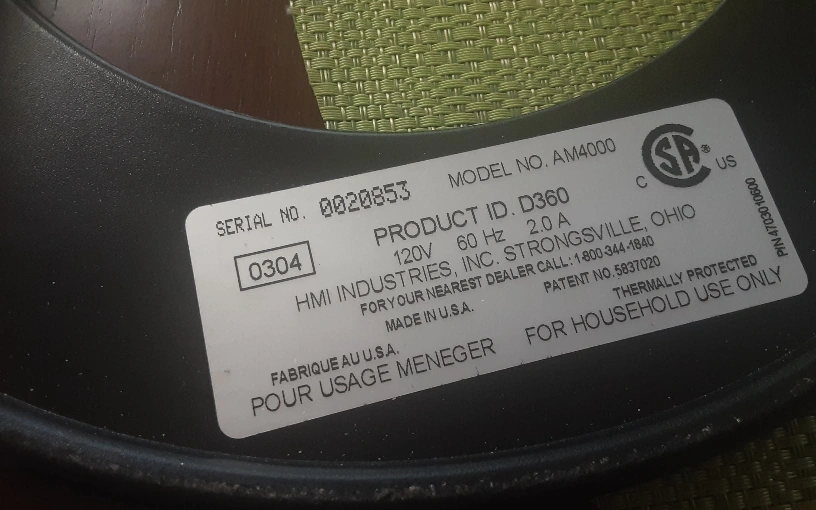 SERIAL NO. 0020853
MODEL NO. AM4000
C SA ® US
0304
PRODUCT ID. D360
120V 60 Hz 2.0 A
HMI INDUSTRIES, INC. STRONGSVILLE, OHIO
FOR YOUR NEAREST DEALER CALL: 1-800-344-1840
MADE IN U.S.A.
PATENT NO. 5837020
THERMALLY PROTECTED
FABRIQUE AU U.S.A.
POUR USAGE MENEGER
FOR HOUSEHOLD USE ONLY
P/N 4703010600